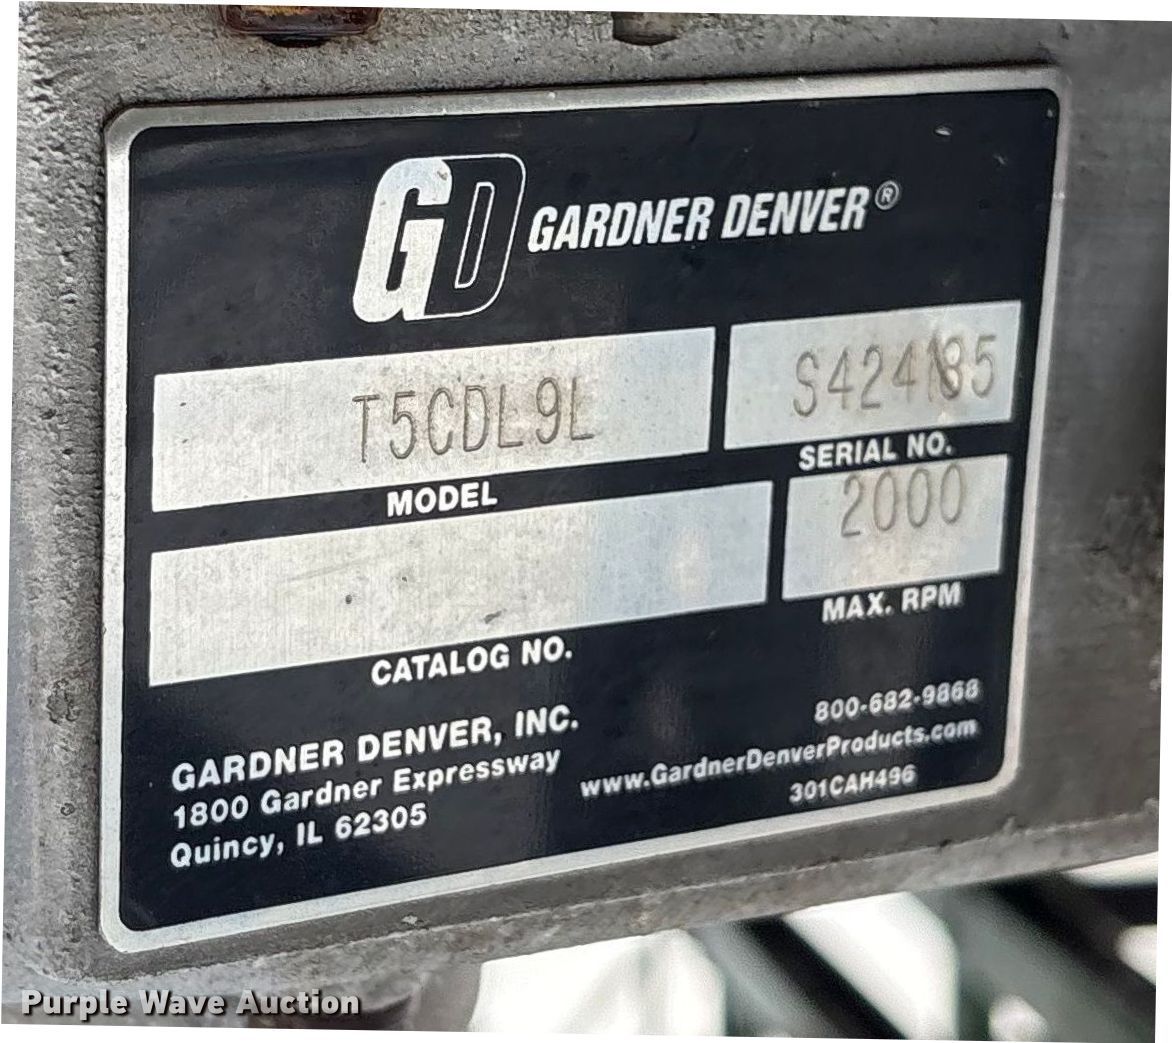 GD GARDNER DENVER®
T5CDL9L
MODEL
SERIAL NO.
2000
MAX. RPM
CATALOG NO.
GARDNER DENVER, INC.
1800 Gardner Expressway
Quincy, IL 62305
800-682-9868
www.GardnerDenverProducts.com
301CAH496
Purple Wave Auction